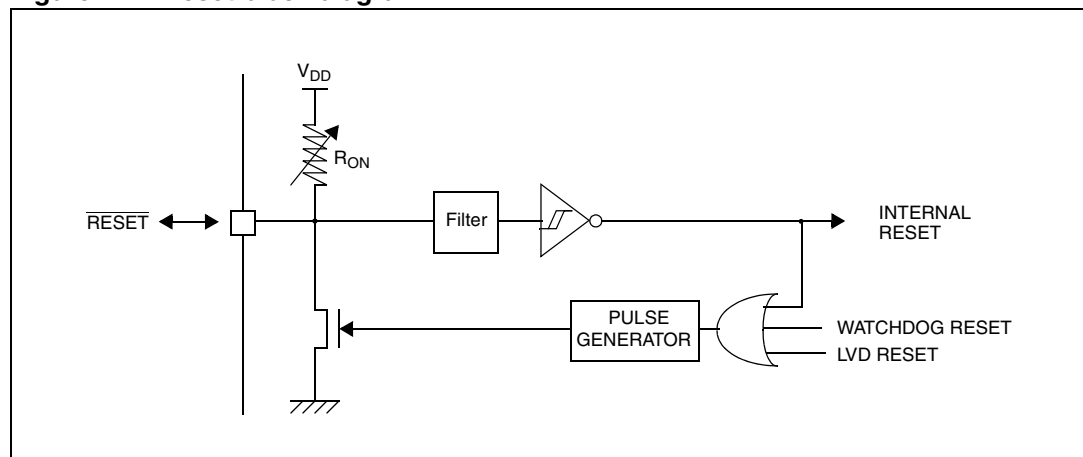 V_DD
R_ON
RESET
Filter
INTERNAL
RESET
PULSE
GENERATOR
WATCHDOG RESET
LVD RESET